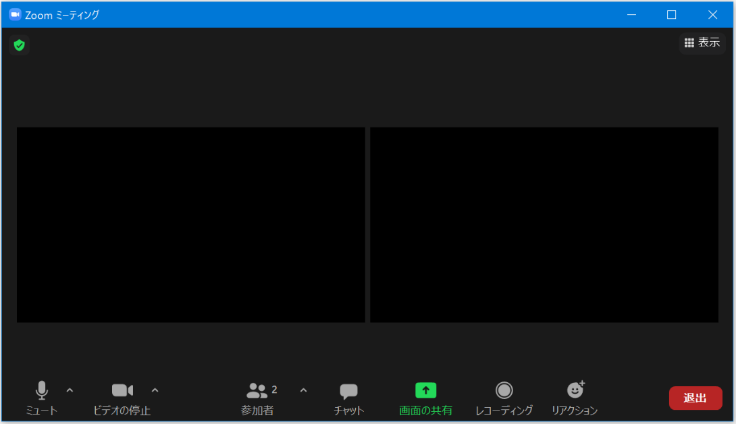 Zoom ミーティング
表示
ミュート
ビデオの停止
参加者
2
チャット
画面の共有
レコーディング
リアクション
退出